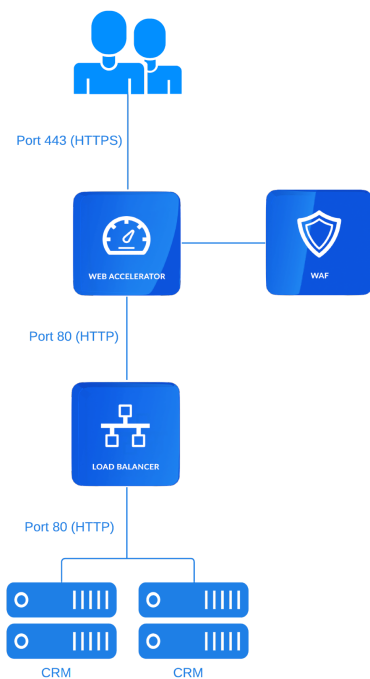 Port 443 (HTTPS)
WEB ACCELERATOR
WAF
Port 80 (HTTP)
LOAD BALANCER
Port 80 (HTTP)
CRM
CRM